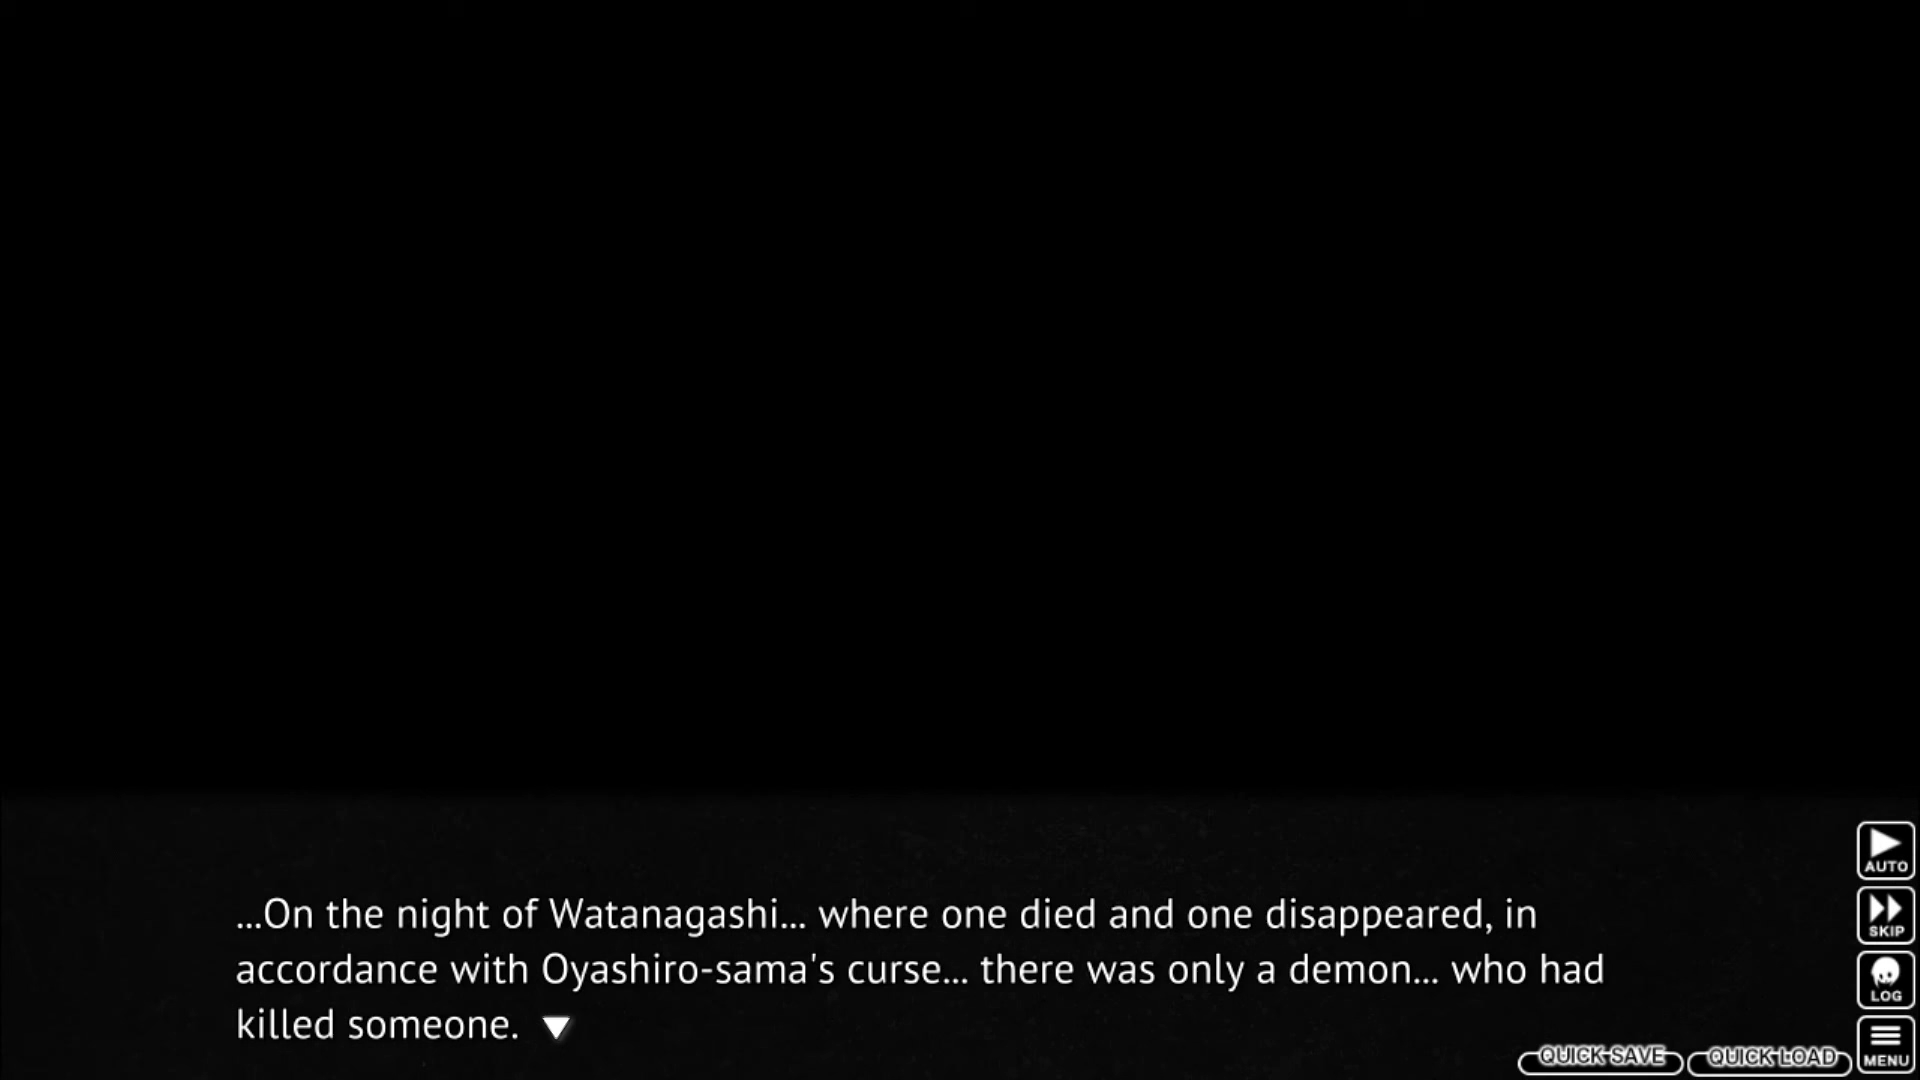 ...On the night of Watanagashi... where one died and one disappeared, in
accordance with Oyashiro-sama's curse... there was only a demon... who had
killed someone.
AUTO
SKIP
LOG
MENU
QUICK SAVE
QUICK LOAD